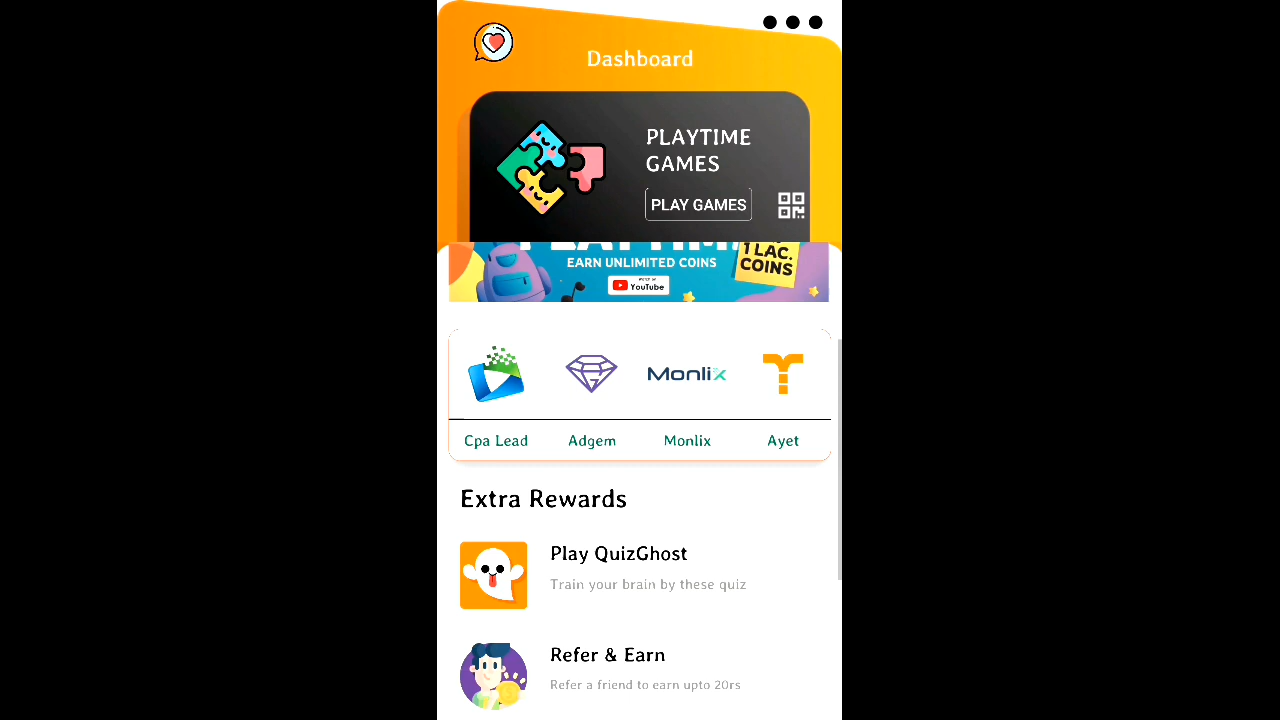 Dashboard
PLAYTIME
GAMES
PLAY GAMES
EARN UNLIMITED COINS
1 LAC.
COINS
YouTube
Monlix
Cpa Lead
Adgem
Monlix
Ayet
Extra Rewards
Play QuizGhost
Train your brain by these quiz
Refer & Earn
Refer a friend to earn upto 20rs